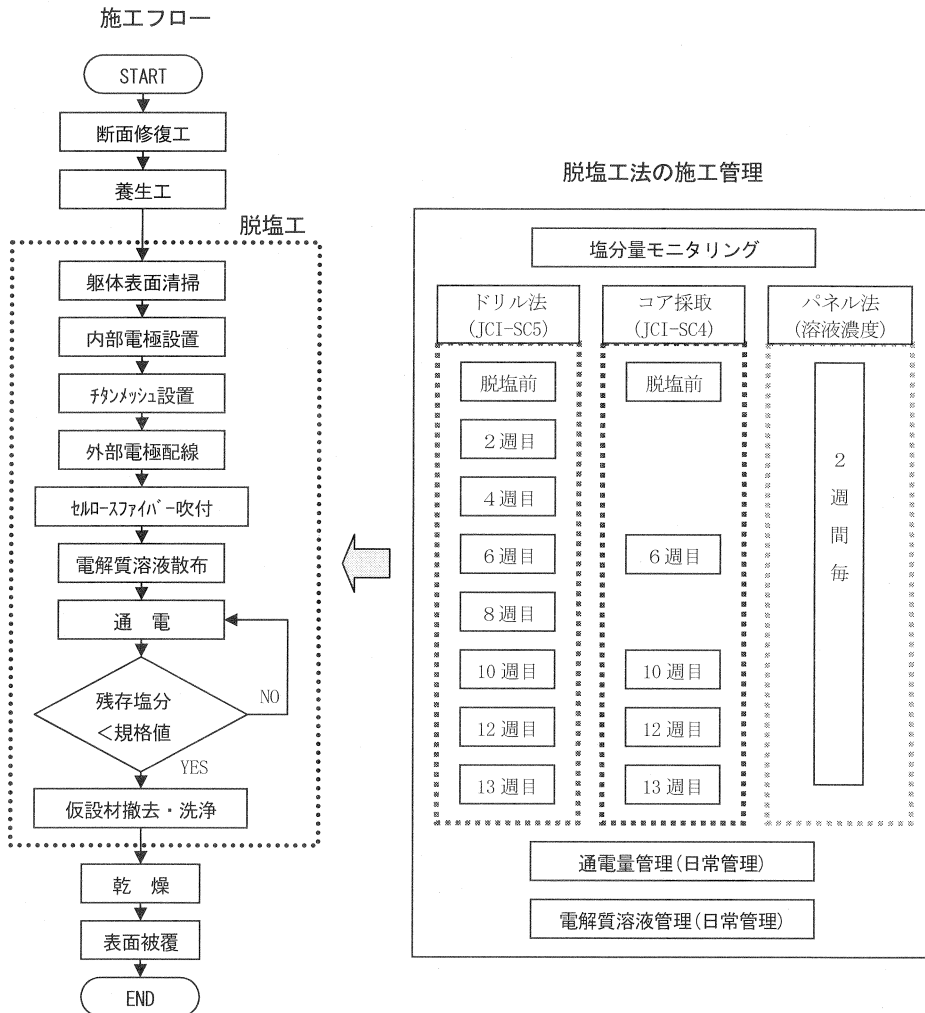 施工フロー
START
断面修復工
養生工
脱塩工
躯体表面清掃
内部電極設置
チタンメッシュ設置
外部電極配線
セルロースファイバー吹付
電解質溶液散布
通　電
残存塩分
＜規格値
NO
YES
仮設材撤去・洗浄
乾　燥
表面被覆
END
脱塩工法の施工管理
塩分量モニタリング
ドリル法
(JCI-SC5)
脱塩前
2週目
4週目
6週目
8週目
10週目
12週目
13週目
コア採取
(JCI-SC4)
脱塩前
6週目
10週目
12週目
13週目
パネル法
(溶液濃度)
2週間毎
通電量管理(日常管理)
電解質溶液管理(日常管理)